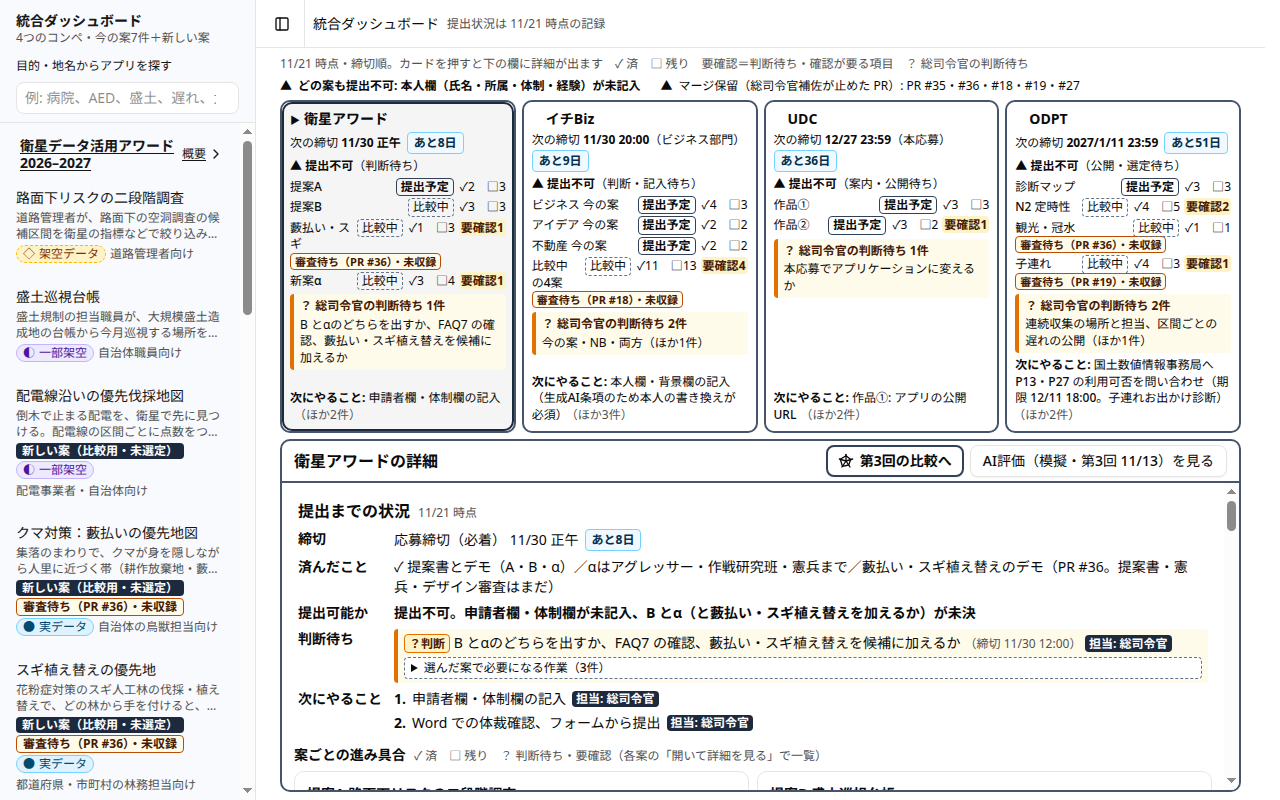 統合ダッシュボード
4つのコンペ・今の案7件＋新しい案
目的・地名からアプリを探す
例: 病院、AED、盛土、遅れ、
衛星データ活用アワード
2026–2027
概要
路面下リスクの二段階調査
道路管理者が、路面下の空洞調査の候
補区間を衛星の指標などで絞り込み…
◇ 架空データ 道路管理者向け
盛土巡視台帳
盛土規制の担当職員が、大規模盛土造
成地の台帳から今月巡視する場所を…
一部架空 自治体職員向け
配電線沿いの優先伐採地図
倒木で止まる配電を、衛星で先に見つ
ける。配電線の区間ごとに点数をつ…
新しい案（比較用・未選定）
一部架空
配電事業者・自治体向け
クマ対策：藪払いの優先地図
集落のまわりで、クマが身を隠しなが
ら人里に近づく帯（耕作放棄地・藪…
新しい案（比較用・未選定）
審査待ち（PR #36）・未収録
実データ 自治体の鳥獣担当向け
スギ植え替えの優先地
花粉症対策のスギ人工林の伐採・植え
替えで、どの林から手を付けると、…
新しい案（比較用・未選定）
審査待ち（PR #36）・未収録
実データ
都道府県・市町村の林務担当向け
統合ダッシュボード 提出状況は 11/21 時点の記録
11/21 時点・締切順。カードを押すと下の欄に詳細が出ます ✓ 済 □ 残り 要確認＝判断待ち・確認が要る項目 ？ 総司令官の判断待ち
▲ どの案も提出不可: 本人欄（氏名・所属・体制・経験）が未記入 ▲ マージ保留（総司令官補佐が止めた PR）: PR #35・#36・#18・#19・#27
▶ 衛星アワード
次の締切 11/30 正午 あと8日
▲ 提出不可（判断待ち）
提案A 提出予定 ✓2 □3
提案B 比較中 ✓3 □3
藪払い・ス
ギ
比較中 ✓1 □3 要確認1
審査待ち（PR #36）・未収録
新案α 比較中 ✓3 □4 要確認1
？ 総司令官の判断待ち 1件
B とαのどちらを出すか、FAQ7 の確
認、藪払い・スギ植え替えを候補に
加えるか
次にやること: 申請者欄・体制欄の記入
（ほか2件）
イチBiz
次の締切 11/30 20:00（ビジネス部門）
あと9日
▲ 提出不可（判断・記入待ち）
ビジネス 今の案 提出予定 ✓4 □3
アイデア 今の案 提出予定 ✓2 □2
不動産 今の案 提出予定 ✓2 □2
比較中
の4案
比較中 ✓11 □13 要確認4
審査待ち（PR #18）・未収録
？ 総司令官の判断待ち 2件
今の案・NB・両方（ほか1件）
次にやること: 本人欄・背景欄の記入
（生成AI条項のため本人の書き換えが
必須）（ほか3件）
UDC
次の締切 12/27 23:59（本応募）
あと36日
▲ 提出不可（案内・公開待ち）
作品① 提出予定 ✓3 □3
作品② 提出予定 ✓3 □2 要確認1
？ 総司令官の判断待ち 1件
本応募でアプリケーションに変える
か
次にやること: 作品①: アプリの公開
URL （ほか2件）
ODPT
次の締切 2027/1/11 23:59 あと51日
▲ 提出不可（公開・選定待ち）
診断マップ 提出予定 ✓3 □3
N2 定時性 比較中 ✓4 □5 要確認2
観光・冠水 比較中 ✓1 □1
審査待ち（PR #36）・未収録
子連れ 比較中 ✓4 □3 要確認1
審査待ち（PR #19）・未収録
？ 総司令官の判断待ち 2件
連続収集の場所と担当、区間ごとの
遅れの公開（ほか1件）
次にやること: 国土数値情報事務局へ
P13・P27 の利用可否を問い合わせ（期
限 12/11 18:00。子連れお出かけ診断）
（ほか2件）
衛星アワードの詳細
第3回の比較へ
AI評価（模擬・第3回 11/13）を見る
提出までの状況 11/21 時点
締切 応募締切（必着） 11/30 正午 あと8日
済んだこと ✓ 提案書とデモ（A・B・α）／αはアグレッサー・作戦研究班・憲兵まで／藪払い・スギ植え替えのデモ（PR #36。提案書・憲
兵・デザイン審査はまだ）
提出可能か 提出不可。申請者欄・体制欄が未記入、B とα（と藪払い・スギ植え替えを加えるか）が未決
判断待ち ？判断 B とαのどちらを出すか、FAQ7 の確認、藪払い・スギ植え替えを候補に加えるか （締切 11/30 12:00） 担当: 総司令官
▶ 選んだ案で必要になる作業（3件）
次にやること 1. 申請者欄・体制欄の記入 担当: 総司令官
2. Word での体裁確認、フォームから提出 担当: 総司令官
案ごとの進み具合 ✓ 済 □ 残り ？ 判断待ち・要確認（各案の「開いて詳細を見る」で一覧）